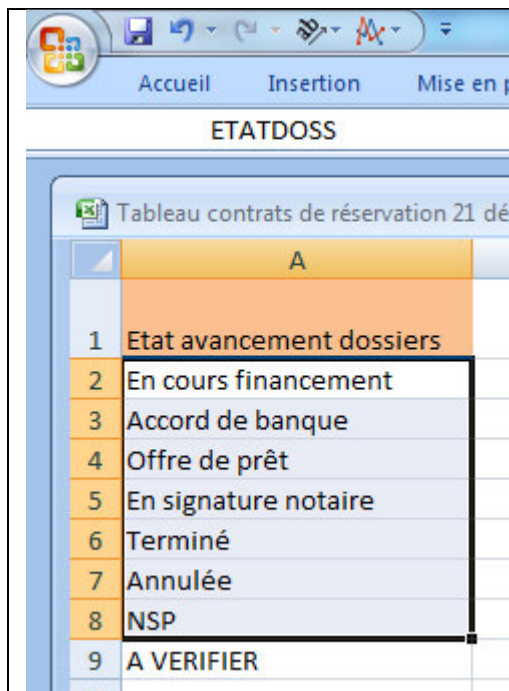 Accueil Insertion Mise en p
ETATDOSS
Tableau contrats de réservation 21 dé
A
1 Etat avancement dossiers
2 En cours financement
3 Accord de banque
4 Offre de prêt
5 En signature notaire
6 Terminé
7 Annulée
8 NSP
9 A VERIFIER